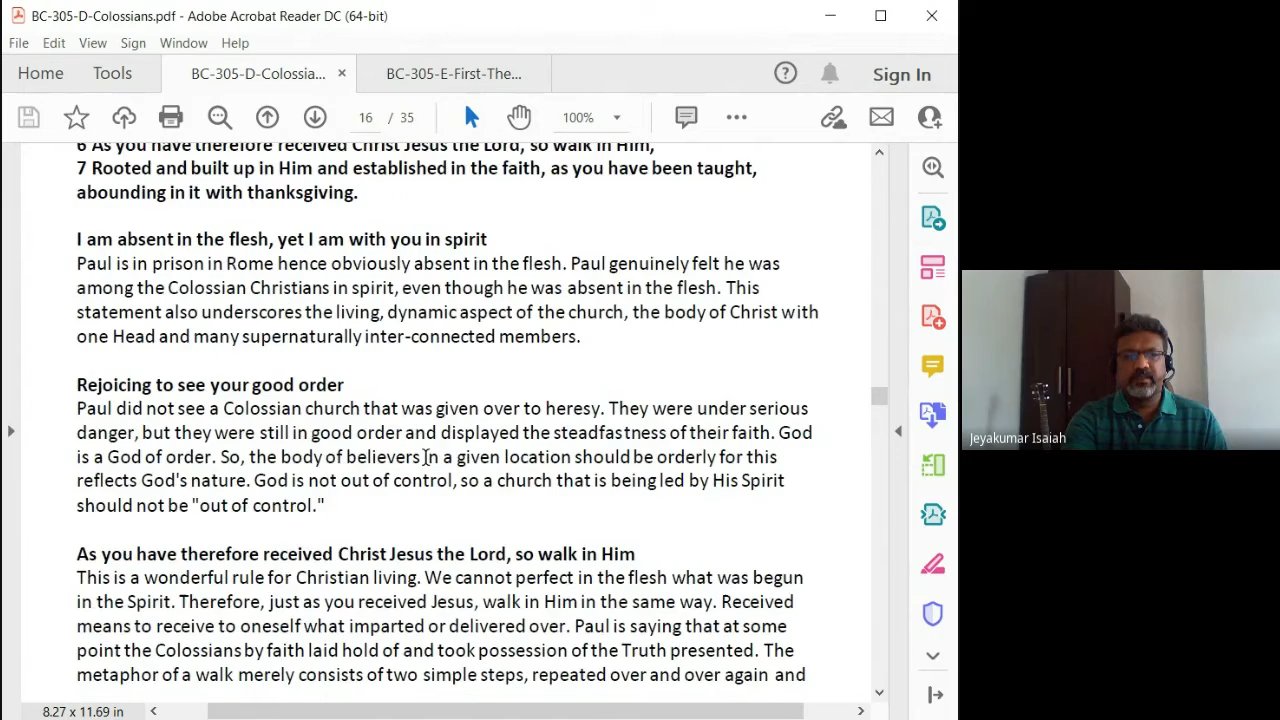 BC-305-D-Colossians.pdf - Adobe Acrobat Reader DC (64-bit)
File Edit View Sign Window Help
Home Tools BC-305-D-Colossia... × BC-305-E-First-The... Sign In
16 / 35 100%
6 As you have therefore received Christ Jesus the Lord, so walk in Him,
7 Rooted and built up in Him and established in the faith, as you have been taught,
abounding in it with thanksgiving.
I am absent in the flesh, yet I am with you in spirit
Paul is in prison in Rome hence obviously absent in the flesh. Paul genuinely felt he was
among the Colossian Christians in spirit, even though he was absent in the flesh. This
statement also underscores the living, dynamic aspect of the church, the body of Christ with
one Head and many supernaturally inter-connected members.
Rejoicing to see your good order
Paul did not see a Colossian church that was given over to heresy. They were under serious
danger, but they were still in good order and displayed the steadfastness of their faith. God
is a God of order. So, the body of believers in a given location should be orderly for this
reflects God's nature. God is not out of control, so a church that is being led by His Spirit
should not be "out of control."
As you have therefore received Christ Jesus the Lord, so walk in Him
This is a wonderful rule for Christian living. We cannot perfect in the flesh what was begun
in the Spirit. Therefore, just as you received Jesus, walk in Him in the same way. Received
means to receive to oneself what imparted or delivered over. Paul is saying that at some
point the Colossians by faith laid hold of and took possession of the Truth presented. The
metaphor of a walk merely consists of two simple steps, repeated over and over again and
8.27 x 11.69 in
Jeyakumar Isaiah